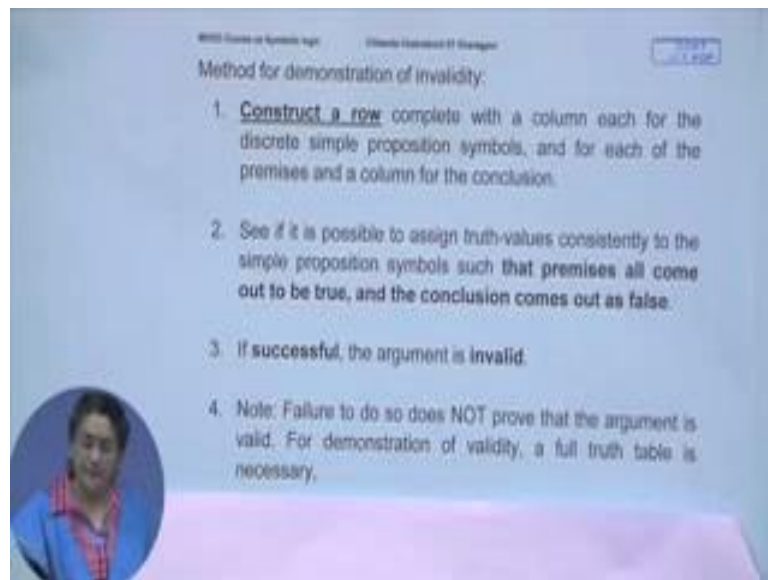 Method for demonstration of invalidity:
1. Construct a row complete with a column each for the
discrete simple proposition symbols, and for each of the
premises and a column for the conclusion.
2. See if it is possible to assign truth-values consistently to the
simple proposition symbols such that premises all come
out to be true, and the conclusion comes out as false.
3. If successful, the argument is invalid.
4. Note: Failure to do so does NOT prove that the argument is
valid. For demonstration of validity, a full truth table is
necessary.